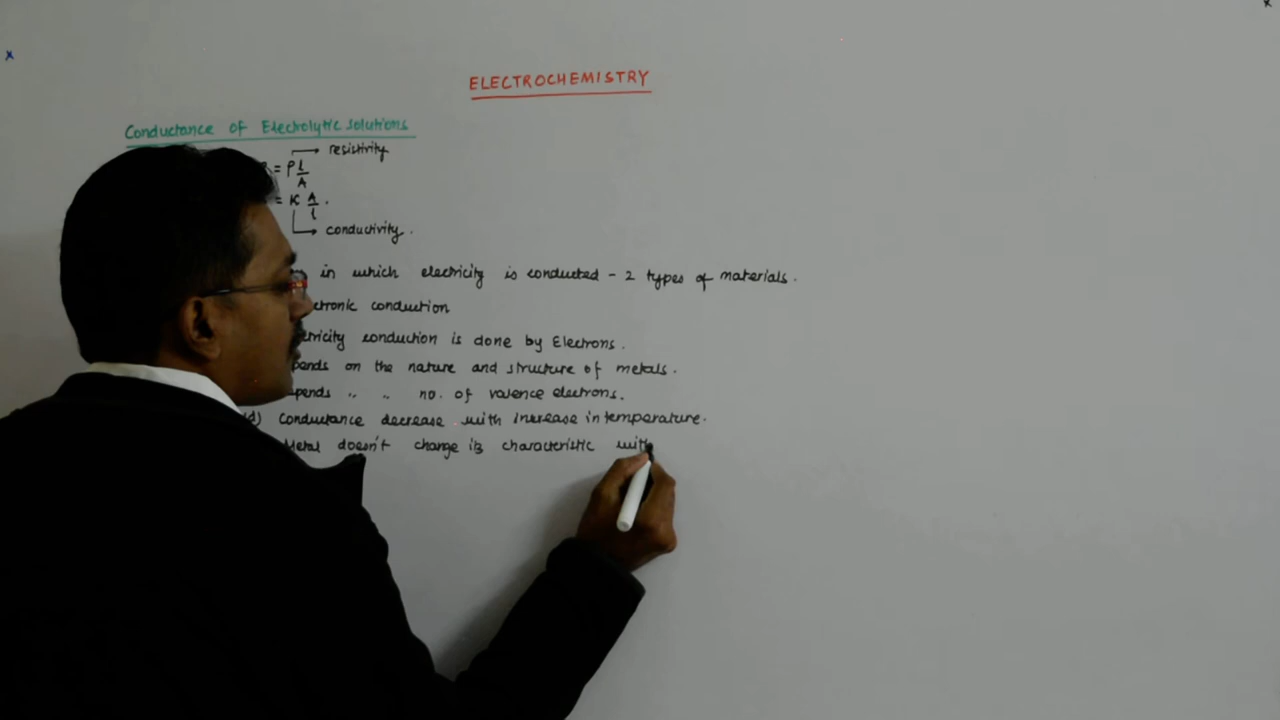 ELECTROCHEMISTRY
Conductance of Electrolytic Solutions
→ resistivity
= ρ l/A
= K A/l .
→ conductivity .
in which electricity is conducted - 2 types of materials .
ctronic conduction
ricity conduction is done by Electrons .
pends on the nature and structure of metals .
pends " " no. of valence electrons .
d) Conductance decrease with increase in temperature .
Metal doesn't change its characteristic with